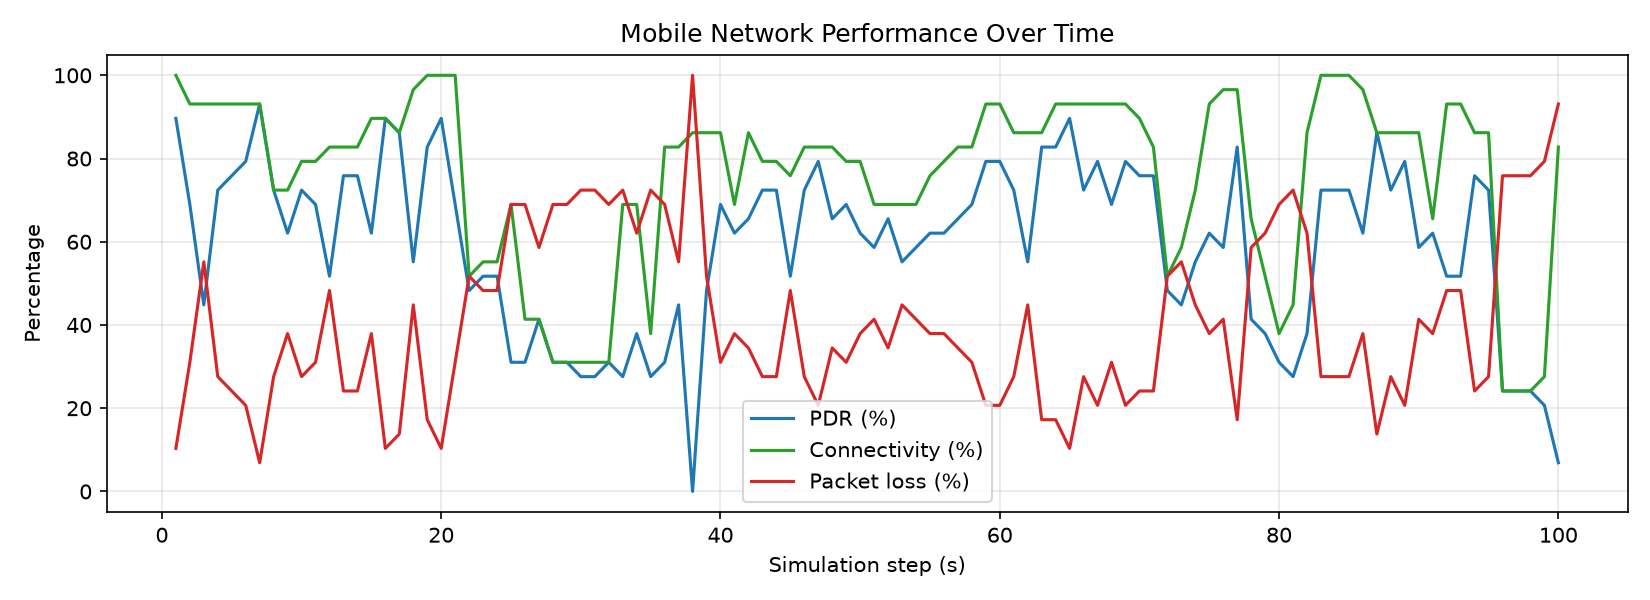 Mobile Network Performance Over Time
Percentage
100
80
60
40
20
0
PDR (%)
Connectivity (%)
Packet loss (%)
0 20 40 60 80 100
Simulation step (s)